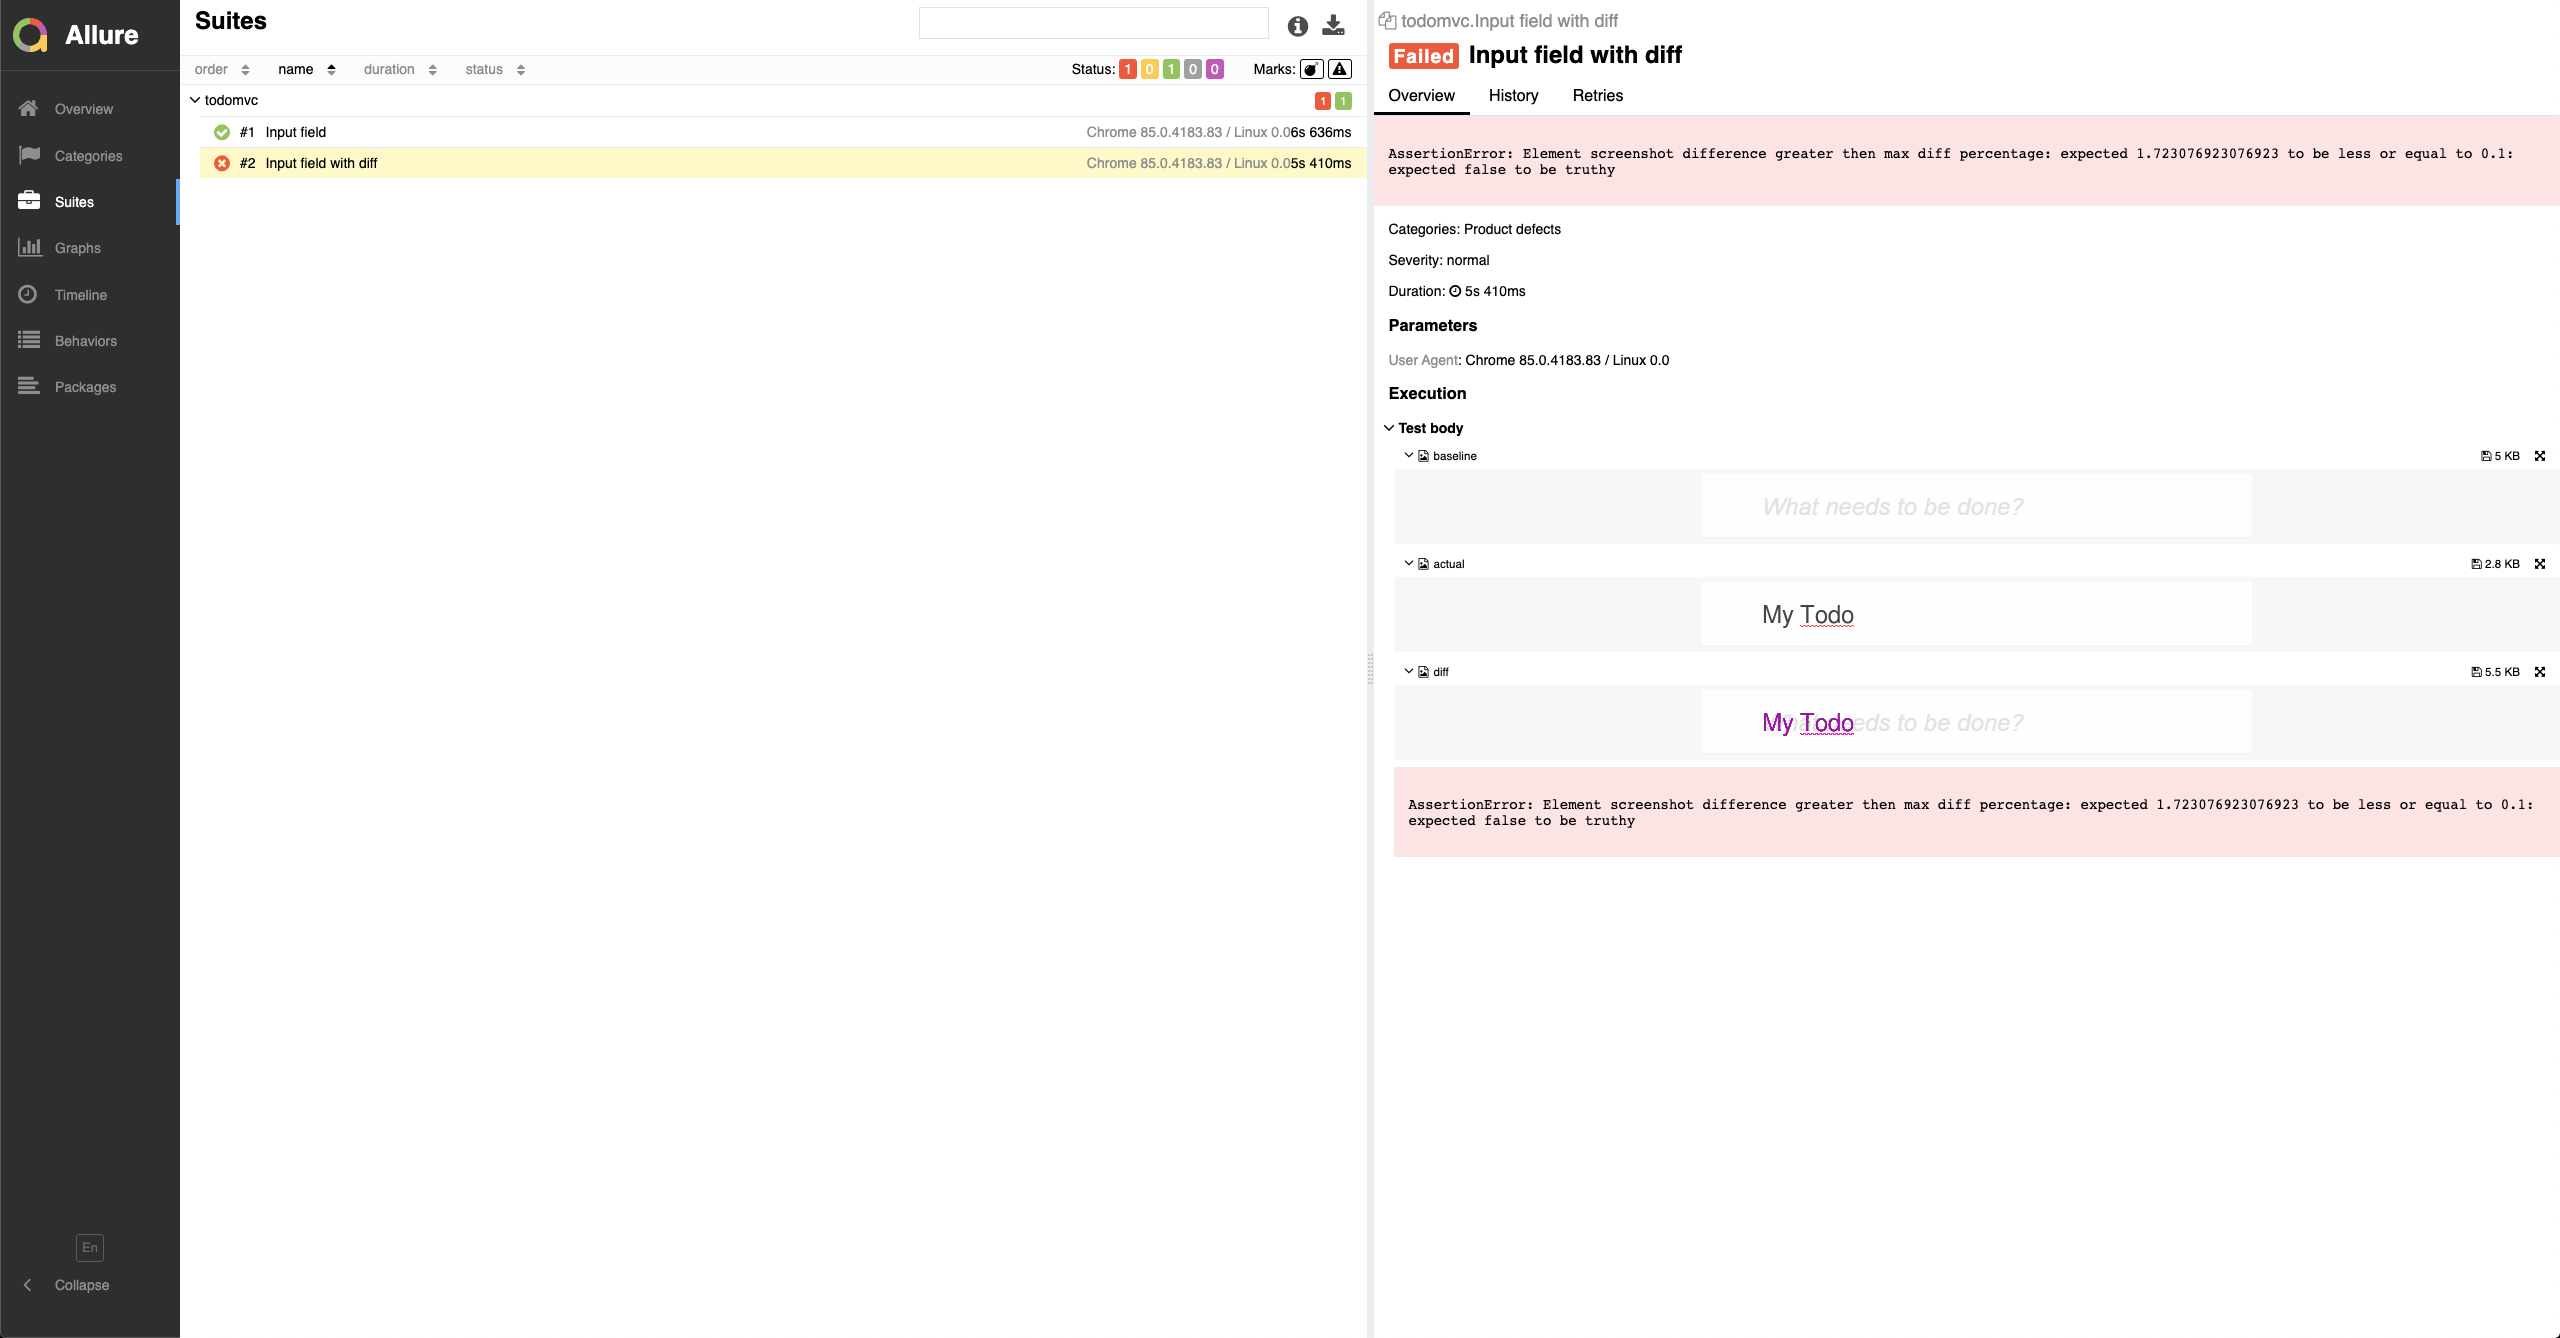 Allure
Overview
Categories
Suites
Graphs
Timeline
Behaviors
Packages
En
Collapse
Suites
order name duration status Status: 1 0 1 0 0 Marks:
todomvc 1 1
#1 Input field Chrome 85.0.4183.83 / Linux 0.0 6s 636ms
#2 Input field with diff Chrome 85.0.4183.83 / Linux 0.0 5s 410ms
todomvc.Input field with diff
Failed Input field with diff
Overview History Retries
AssertionError: Element screenshot difference greater then max diff percentage: expected 1.723076923076923 to be less or equal to 0.1:
expected false to be truthy
Categories: Product defects
Severity: normal
Duration: 5s 410ms
Parameters
User Agent: Chrome 85.0.4183.83 / Linux 0.0
Execution
Test body
baseline 5 KB
What needs to be done?
actual 2.8 KB
My Todo
diff 5.5 KB
My Todo eds to be done?
AssertionError: Element screenshot difference greater then max diff percentage: expected 1.723076923076923 to be less or equal to 0.1:
expected false to be truthy